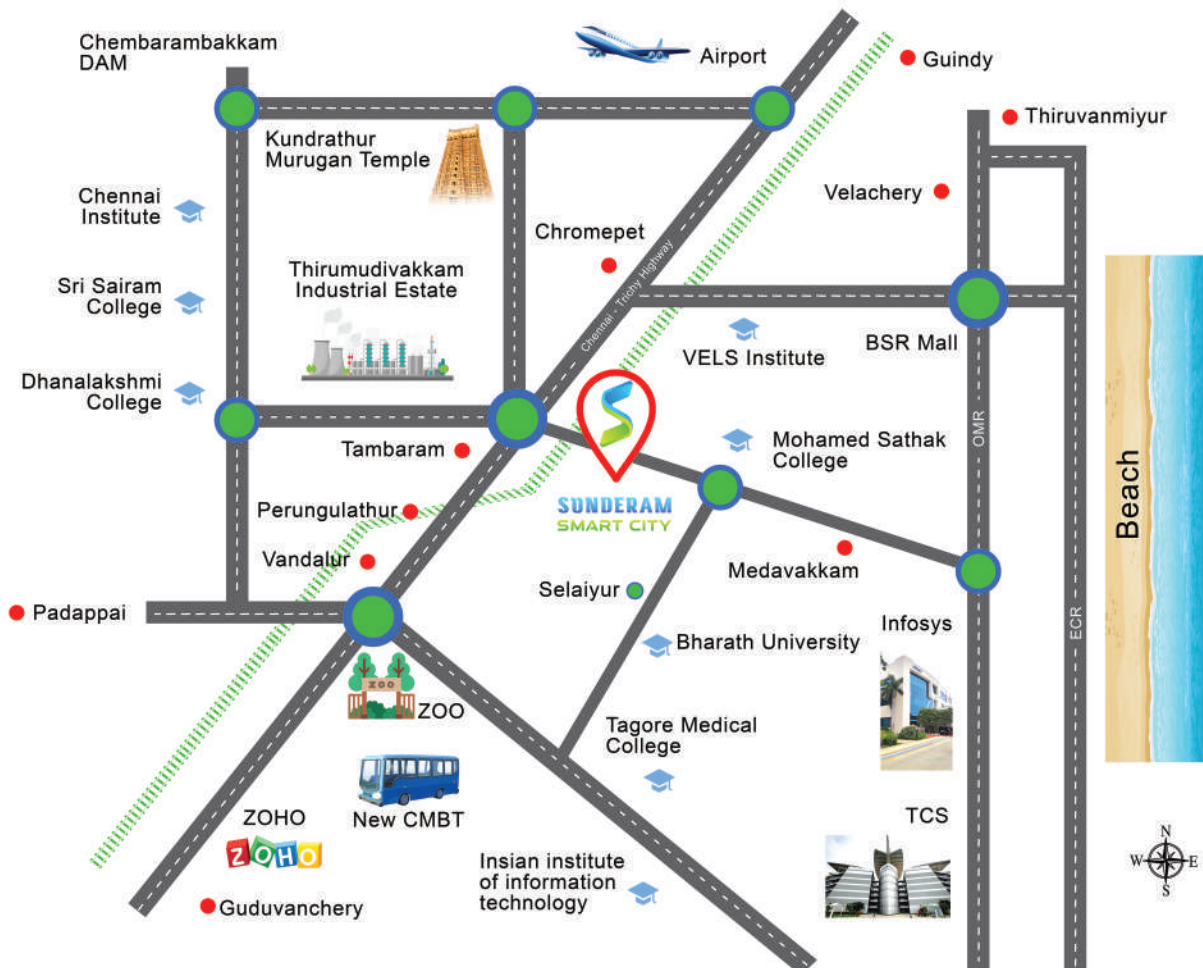 Chembarambakkam
DAM
Airport
Guindy
Thiruvanmiyur
Kundrathur
Murugan Temple
Velachery
Chennai
Institute
Chromepet
Chennai - Trichy Highway
Thirumudivakkam
Industrial Estate
Sri Sairam
College
VELS Institute
BSR Mall
Dhanalakshmi
College
OMR
Tambaram
Mohamed Sathak
College
Beach
SUNDERAM
SMART CITY
Perungulathur
Vandalur
Medavakkam
Selaiyur
Padappai
Infosys
ECR
Bharath University
ZOO
ZOO
Tagore Medical
College
ZOHO
ZOHO
New CMBT
TCS
N
W E
S
Insian institute
of information
technology
Guduvanchery